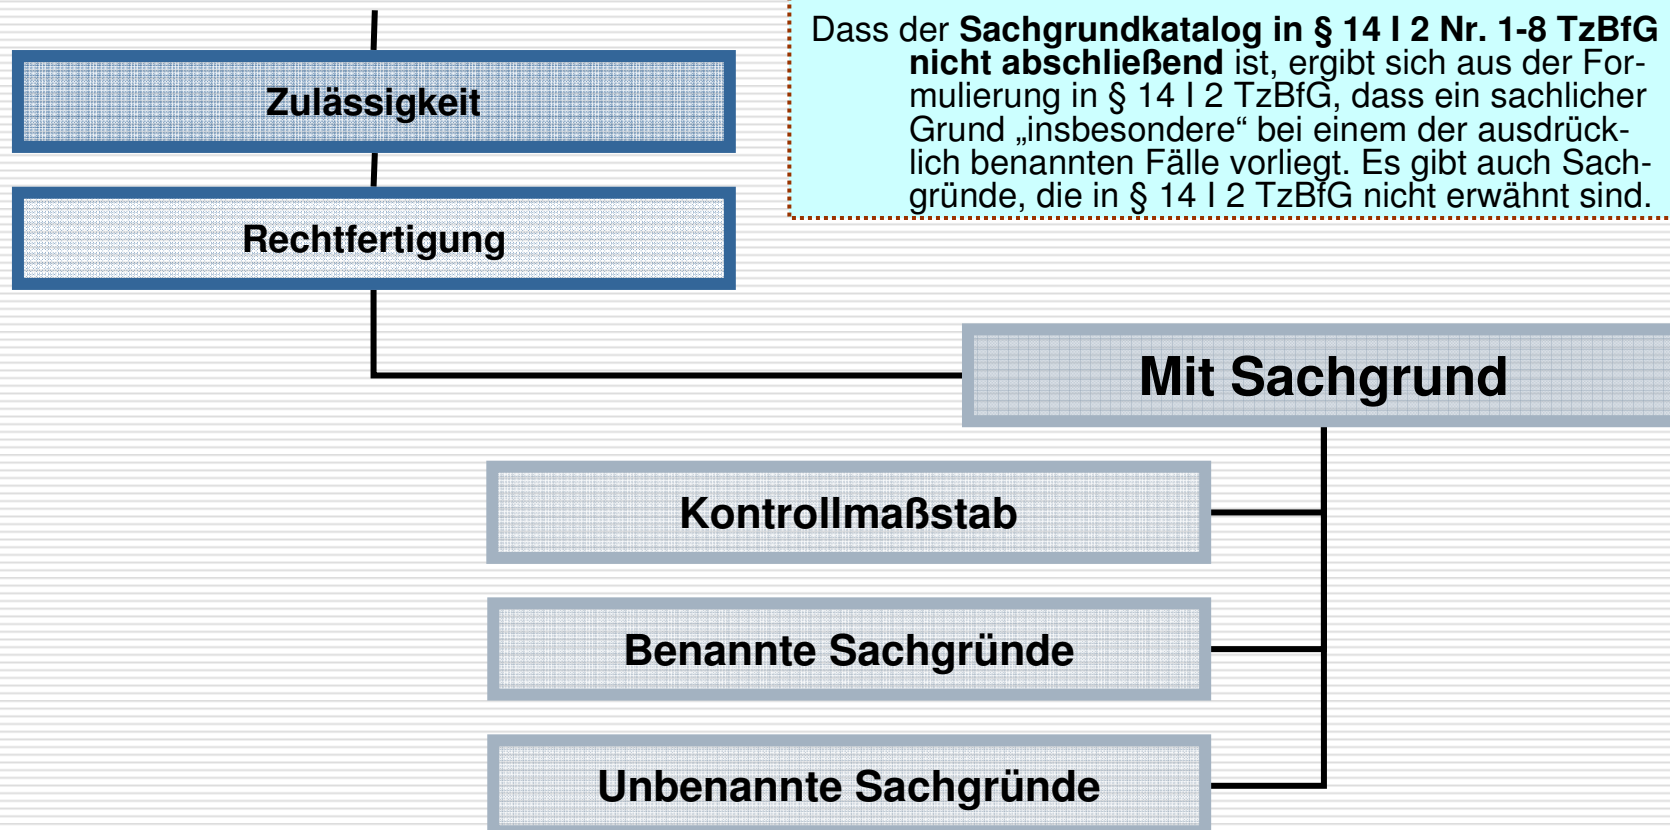 Dass der Sachgrundkatalog in § 14 I 2 Nr. 1-8 TzBfG
nicht abschließend ist, ergibt sich aus der For-
mulierung in § 14 I 2 TzBfG, dass ein sachlicher
Grund „insbesondere“ bei einem der ausdrück-
lich benannten Fälle vorliegt. Es gibt auch Sach-
gründe, die in § 14 I 2 TzBfG nicht erwähnt sind.
Zulässigkeit
Rechtfertigung
Mit Sachgrund
Kontrollmaßstab
Benannte Sachgründe
Unbenannte Sachgründe